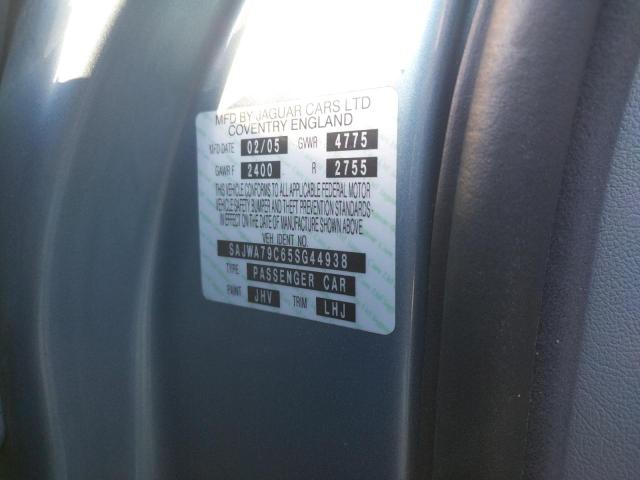 MFD BY JAGUAR CARS LTD
COVENTRY ENGLAND
MFD DATE 02/05 GVWR 4775
GAWR F 2400 R 2755
THIS VEHICLE CONFORMS TO ALL APPLICABLE FEDERAL MOTOR
VEHICLE SAFETY BUMPER AND THEFT PREVENTION STANDARDS
IN EFFECT ON THE DATE OF MANUFACTURE SHOWN ABOVE.
VEH IDENT NO
SAJWA79C65SG44938
TYPE PASSENGER CAR
PAINT JHV TRIM LHJ